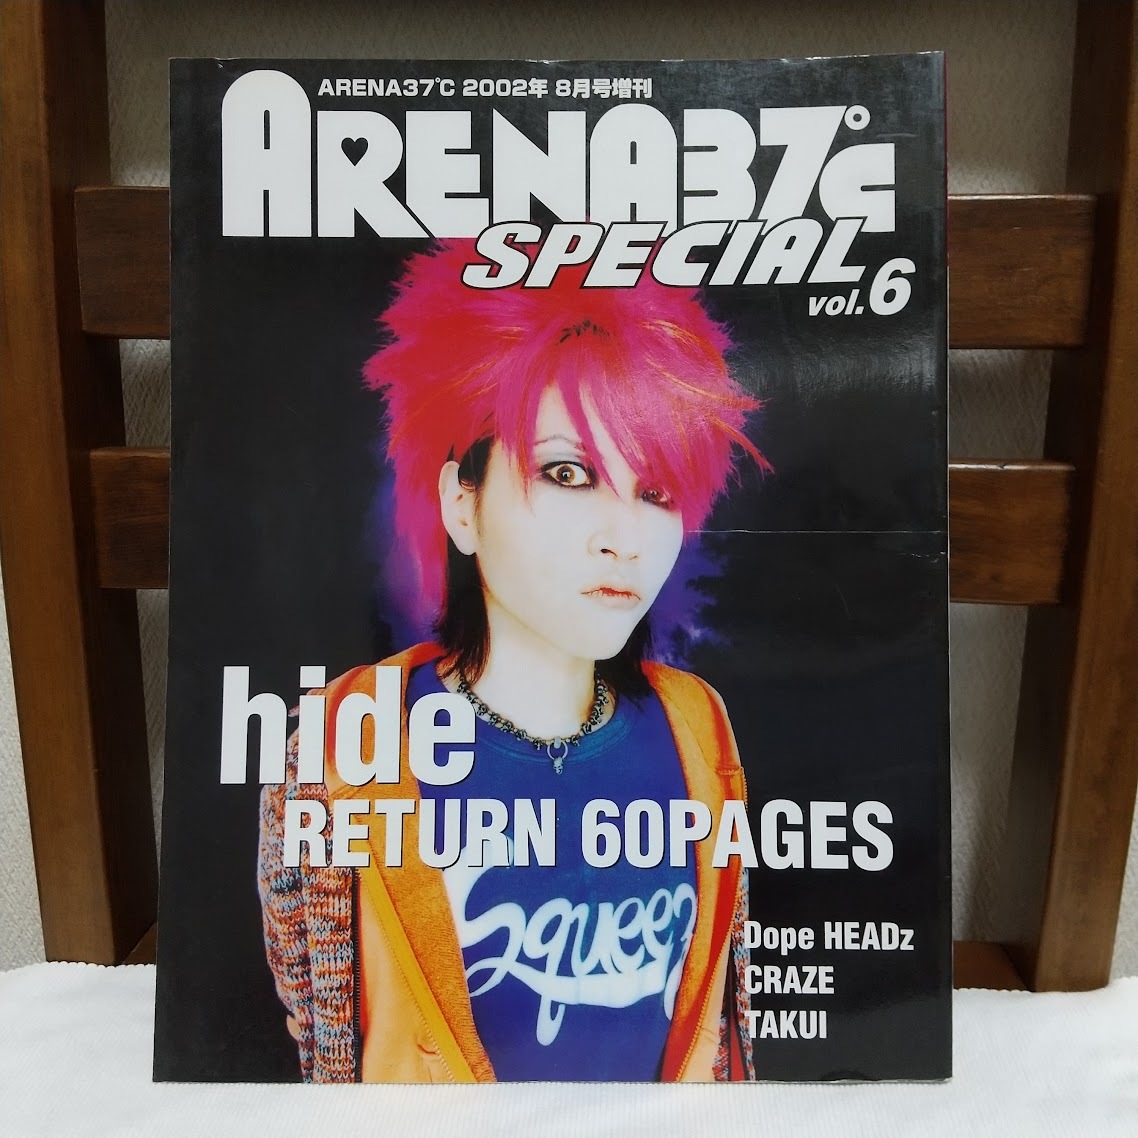 ARENA37℃ 2002年 8月号増刊
ARENA37℃
SPECIAL
vol.6
hide
RETURN 60PAGES
Squeez
Dope HEADz
CRAZE
TAKUI